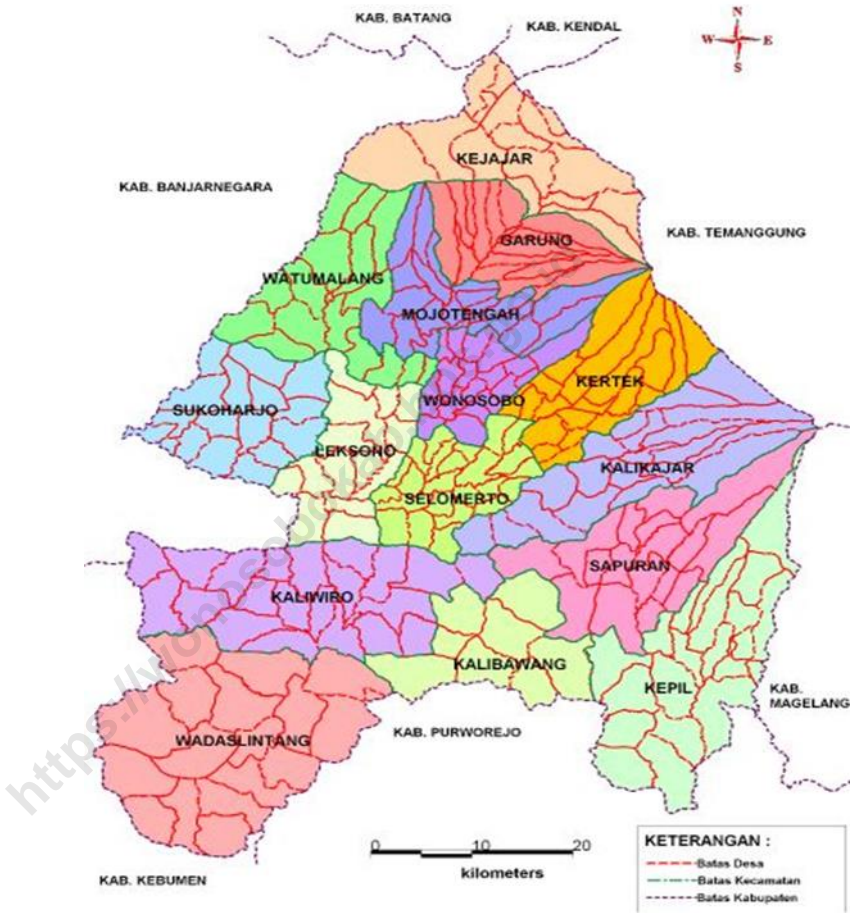 KAB. BATANG
KAB. KENDAL
N
W E
S
KEJAJAR
KAB. BANJARNEGARA
KAB. TEMANGGUNG
GARUNG
WATUMALANG
MOJOTENGAH
KERTEK
WONOSOBO
SUKOHARJO
LEKSONO
KALIKAJAR
SELOMERTO
SAPURAN
KALIWIRO
KALIBAWANG
KEPIL
KAB.
MAGELANG
KAB. PURWOREJO
WADASLINTANG
0 10 20
kilometers
KAB. KEBUMEN
KETERANGAN :
Batas Desa
Batas Kecamatan
Batas Kabupaten